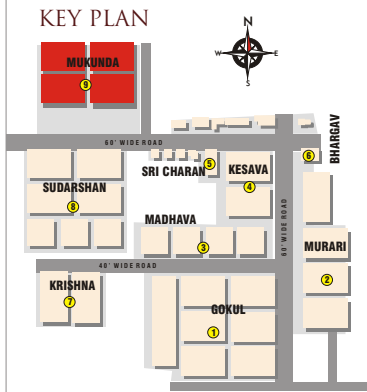 KEY PLAN
N
W
E
S
MUKUNDA
9
60' WIDE ROAD
BHARGAV
6
5
SRI CHARAN
KESAVA
4
SUDARSHAN
8
MADHAVA
3
60' WIDE ROAD
MURARI
2
40' WIDE ROAD
KRISHNA
7
GOKUL
1